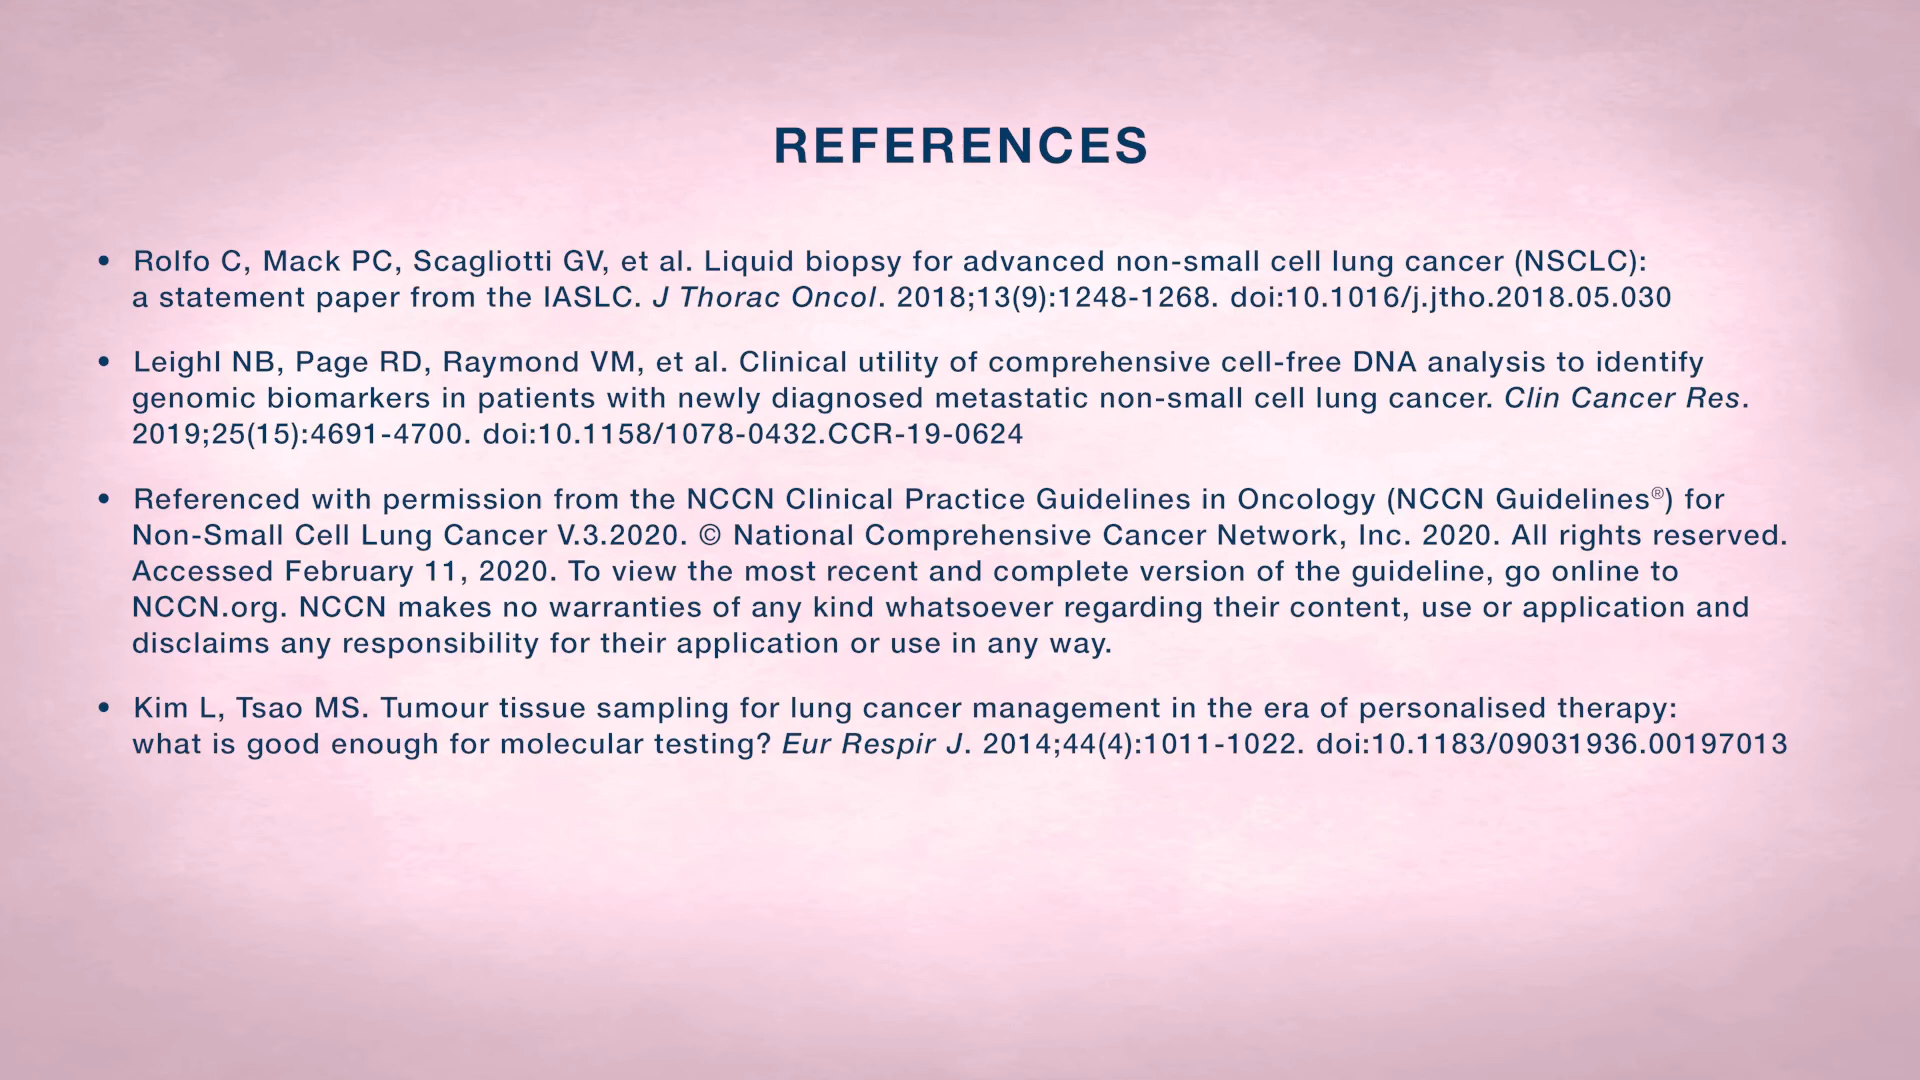 REFERENCES
• Rolfo C, Mack PC, Scagliotti GV, et al. Liquid biopsy for advanced non-small cell lung cancer (NSCLC):
a statement paper from the IASLC. J Thorac Oncol. 2018;13(9):1248-1268. doi:10.1016/j.jtho.2018.05.030
• Leighl NB, Page RD, Raymond VM, et al. Clinical utility of comprehensive cell-free DNA analysis to identify
genomic biomarkers in patients with newly diagnosed metastatic non-small cell lung cancer. Clin Cancer Res.
2019;25(15):4691-4700. doi:10.1158/1078-0432.CCR-19-0624
• Referenced with permission from the NCCN Clinical Practice Guidelines in Oncology (NCCN Guidelines®) for
Non-Small Cell Lung Cancer V.3.2020. © National Comprehensive Cancer Network, Inc. 2020. All rights reserved.
Accessed February 11, 2020. To view the most recent and complete version of the guideline, go online to
NCCN.org. NCCN makes no warranties of any kind whatsoever regarding their content, use or application and
disclaims any responsibility for their application or use in any way.
• Kim L, Tsao MS. Tumour tissue sampling for lung cancer management in the era of personalised therapy:
what is good enough for molecular testing? Eur Respir J. 2014;44(4):1011-1022. doi:10.1183/09031936.00197013